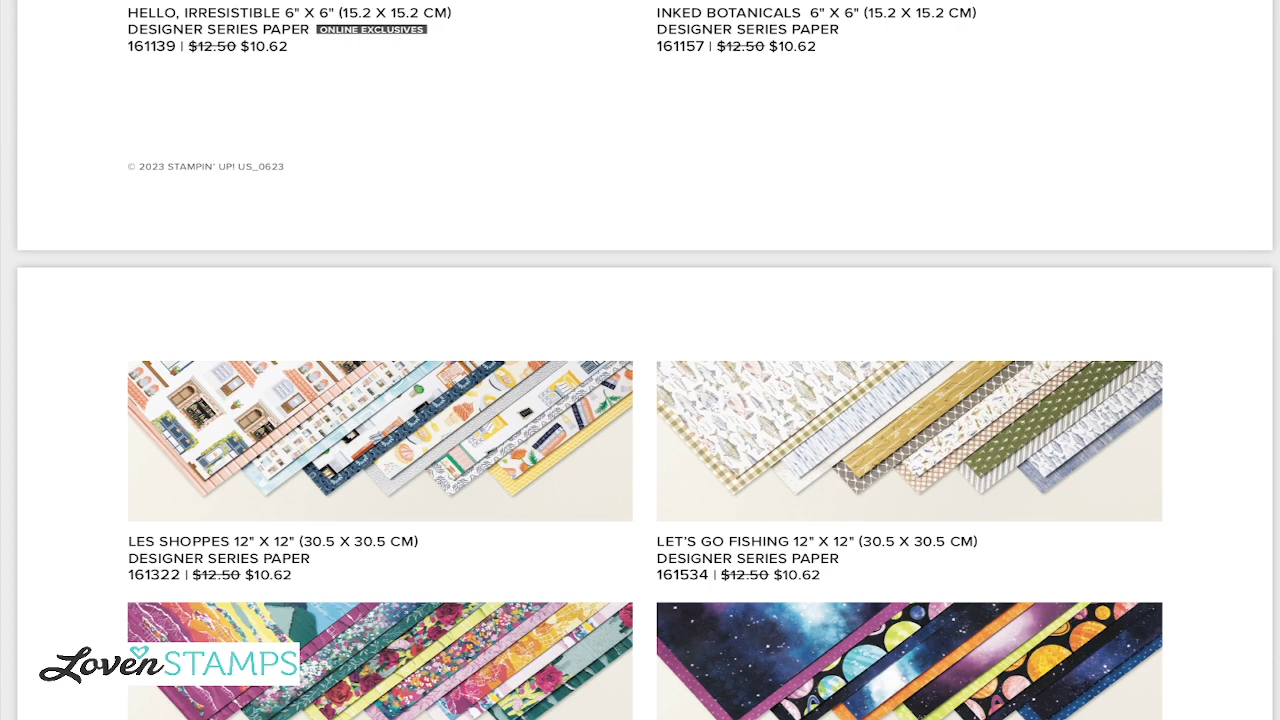 HELLO, IRRESISTIBLE 6" X 6" (15.2 X 15.2 CM)
DESIGNER SERIES PAPER ONLINE EXCLUSIVES
161139 | $12.50 $10.62
INKED BOTANICALS 6" X 6" (15.2 X 15.2 CM)
DESIGNER SERIES PAPER
161157 | $12.50 $10.62
© 2023 STAMPIN' UP! US_0623
LES SHOPPES 12" X 12" (30.5 X 30.5 CM)
DESIGNER SERIES PAPER
161322 | $12.50 $10.62
LET'S GO FISHING 12" X 12" (30.5 X 30.5 CM)
DESIGNER SERIES PAPER
161534 | $12.50 $10.62
LovenSTAMPS